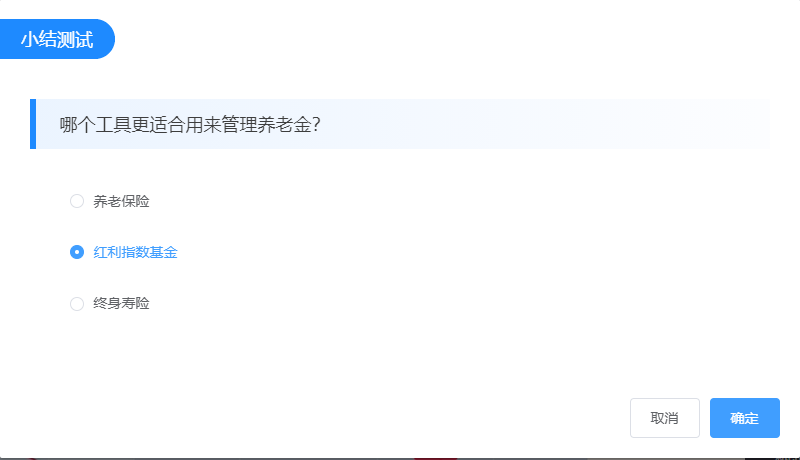 小结测试
哪个工具更适合用来管理养老金?
养老保险
红利指数基金
终身寿险
取消
确定